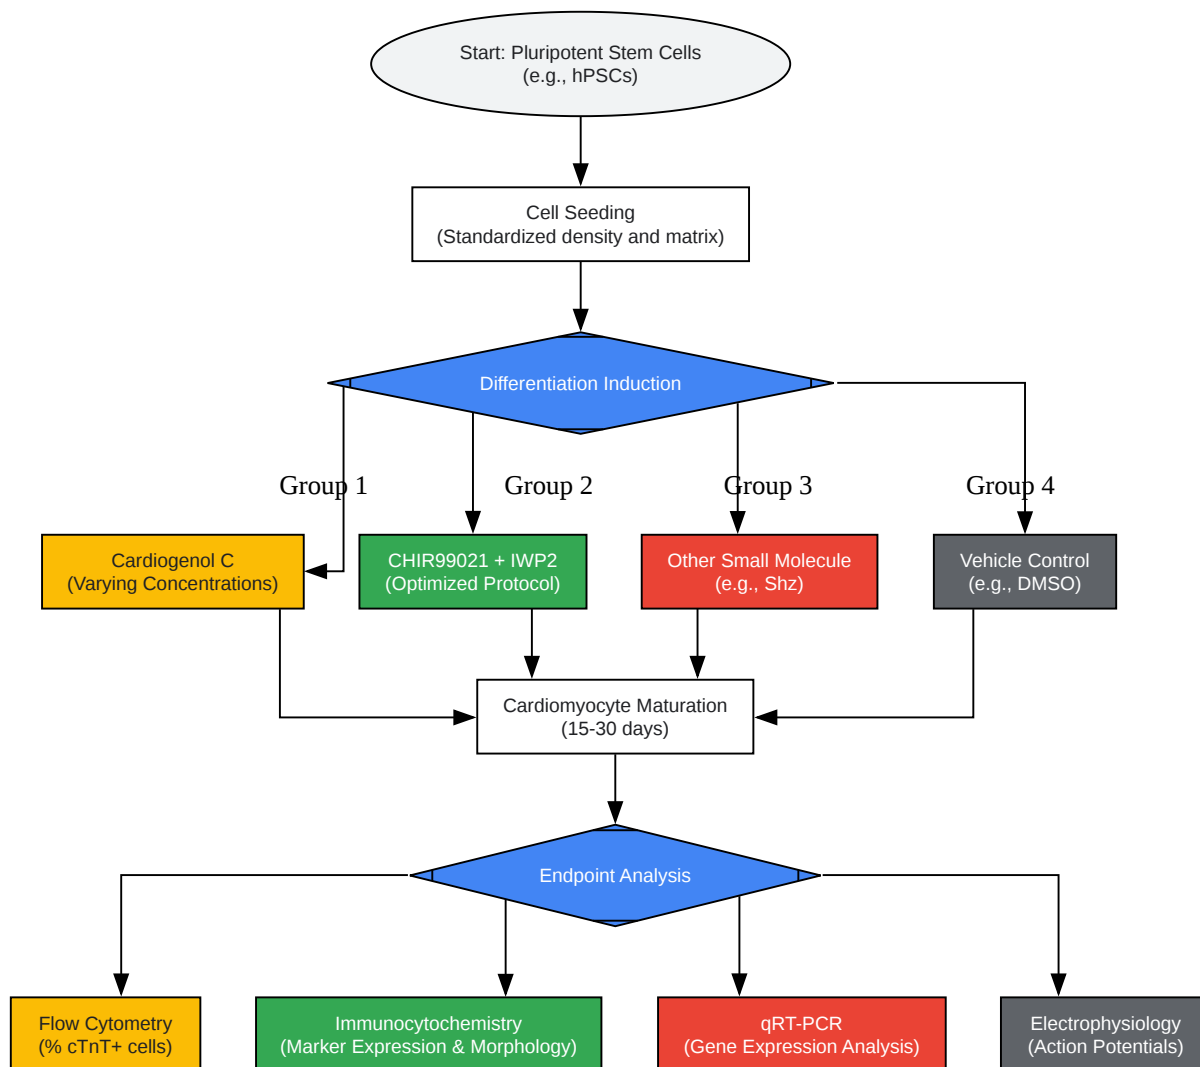 Start: Pluripotent Stem Cells
(e.g., hPSCs)
Cell Seeding
(Standardized density and matrix)
Differentiation Induction
Group 1
Group 2
Group 3
Group 4
Cardiogenol C
(Varying Concentrations)
CHIR99021 + IWP2
(Optimized Protocol)
Other Small Molecule
(e.g., Shz)
Vehicle Control
(e.g., DMSO)
Cardiomyocyte Maturation
(15-30 days)
Endpoint Analysis
Flow Cytometry
(% cTnT+ cells)
Immunocytochemistry
(Marker Expression & Morphology)
qRT-PCR
(Gene Expression Analysis)
Electrophysiology
(Action Potentials)